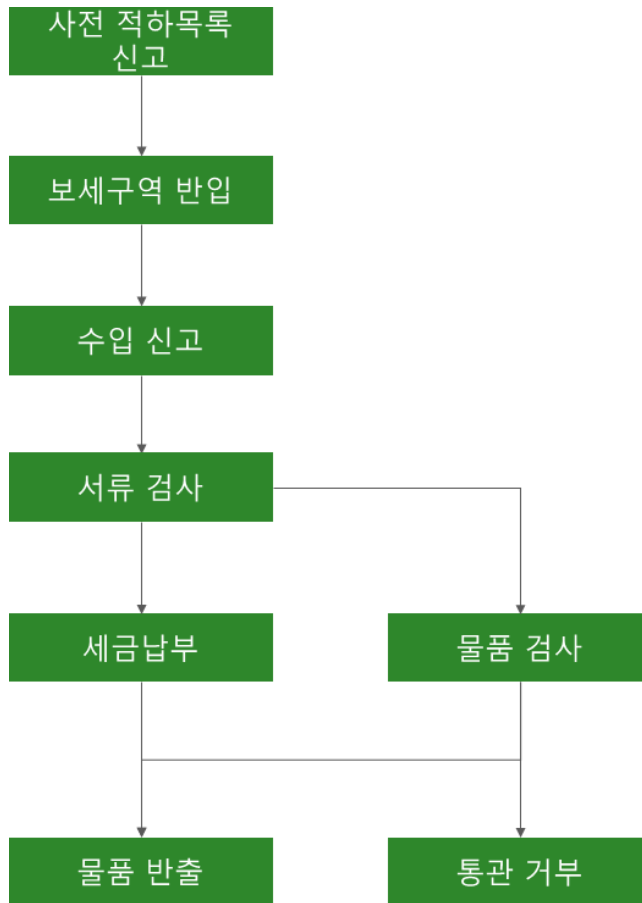 사전 적하목록
신고
보세구역 반입
수입 신고
서류 검사
세금납부
물품 검사
물품 반출
통관 거부